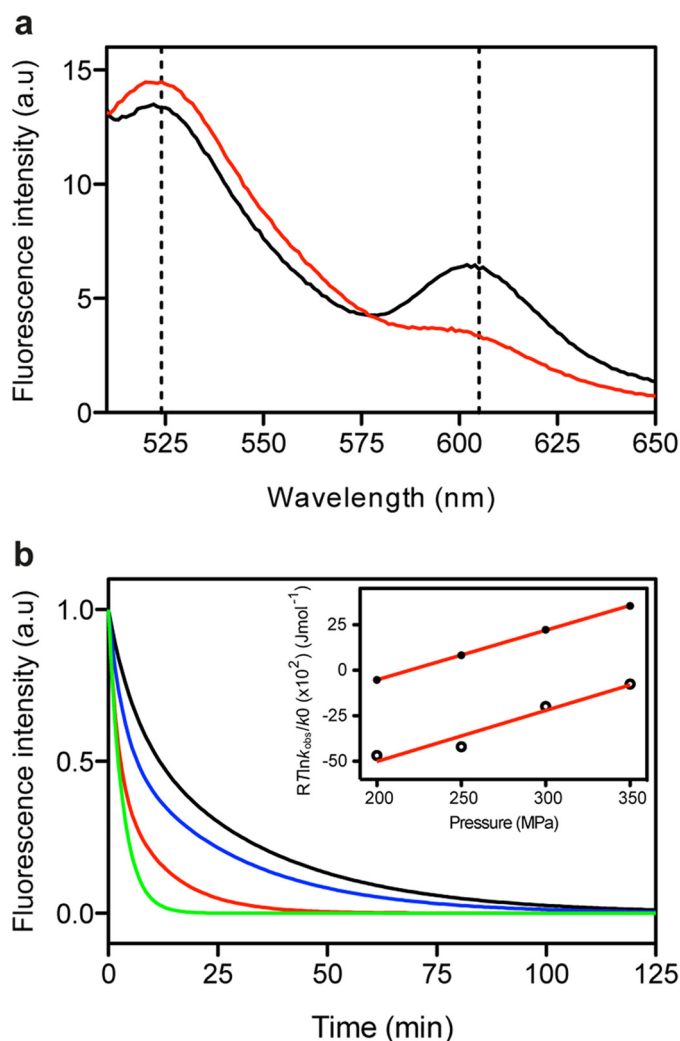 a
Fluorescence intensity (a.u)
15
10
5
0
525 550 575 600 625 650
Wavelength (nm)
b
Fluorescence intensity (a.u)
1.0
0.5
0.0
0 25 50 75 100 125
Time (min)
RTlnkobs/k0 (x10²) (Jmol⁻¹)
25
0
-25
-50
200 250 300 350
Pressure (MPa)